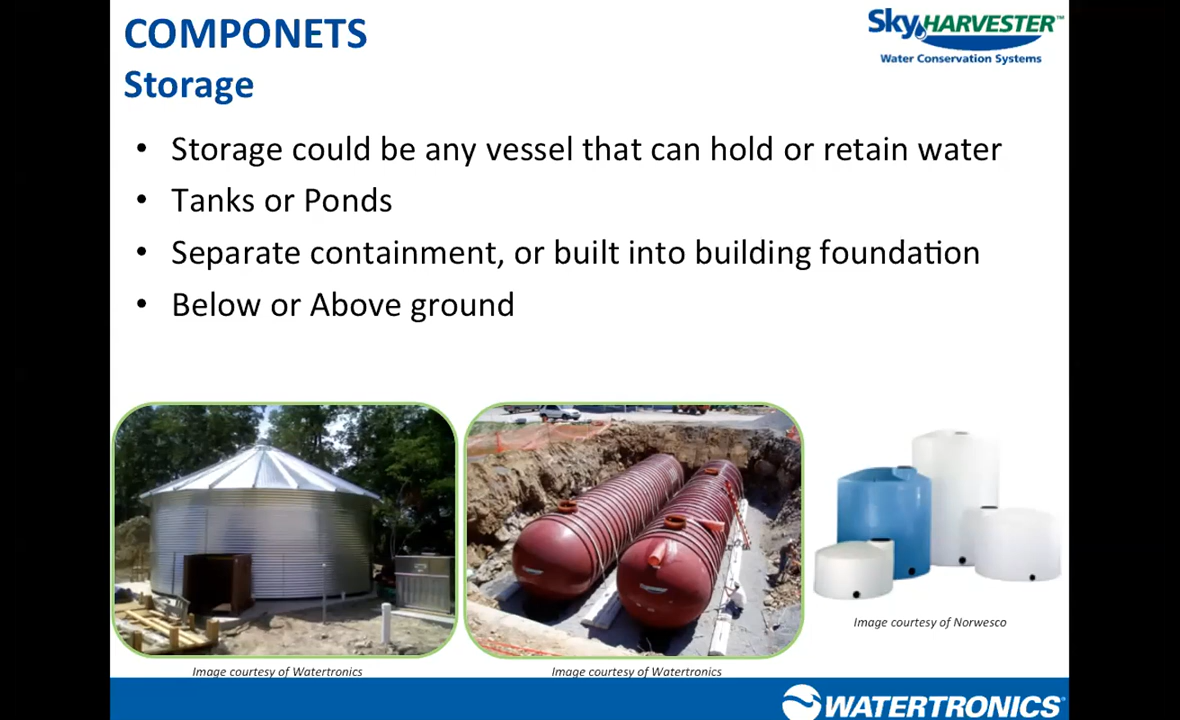 COMPONETS
Storage
SkyHARVESTER™
Water Conservation Systems
• Storage could be any vessel that can hold or retain water
• Tanks or Ponds
• Separate containment, or built into building foundation
• Below or Above ground
Image courtesy of Watertronics
Image courtesy of Watertronics
Image courtesy of Norwesco
WATERTRONICS